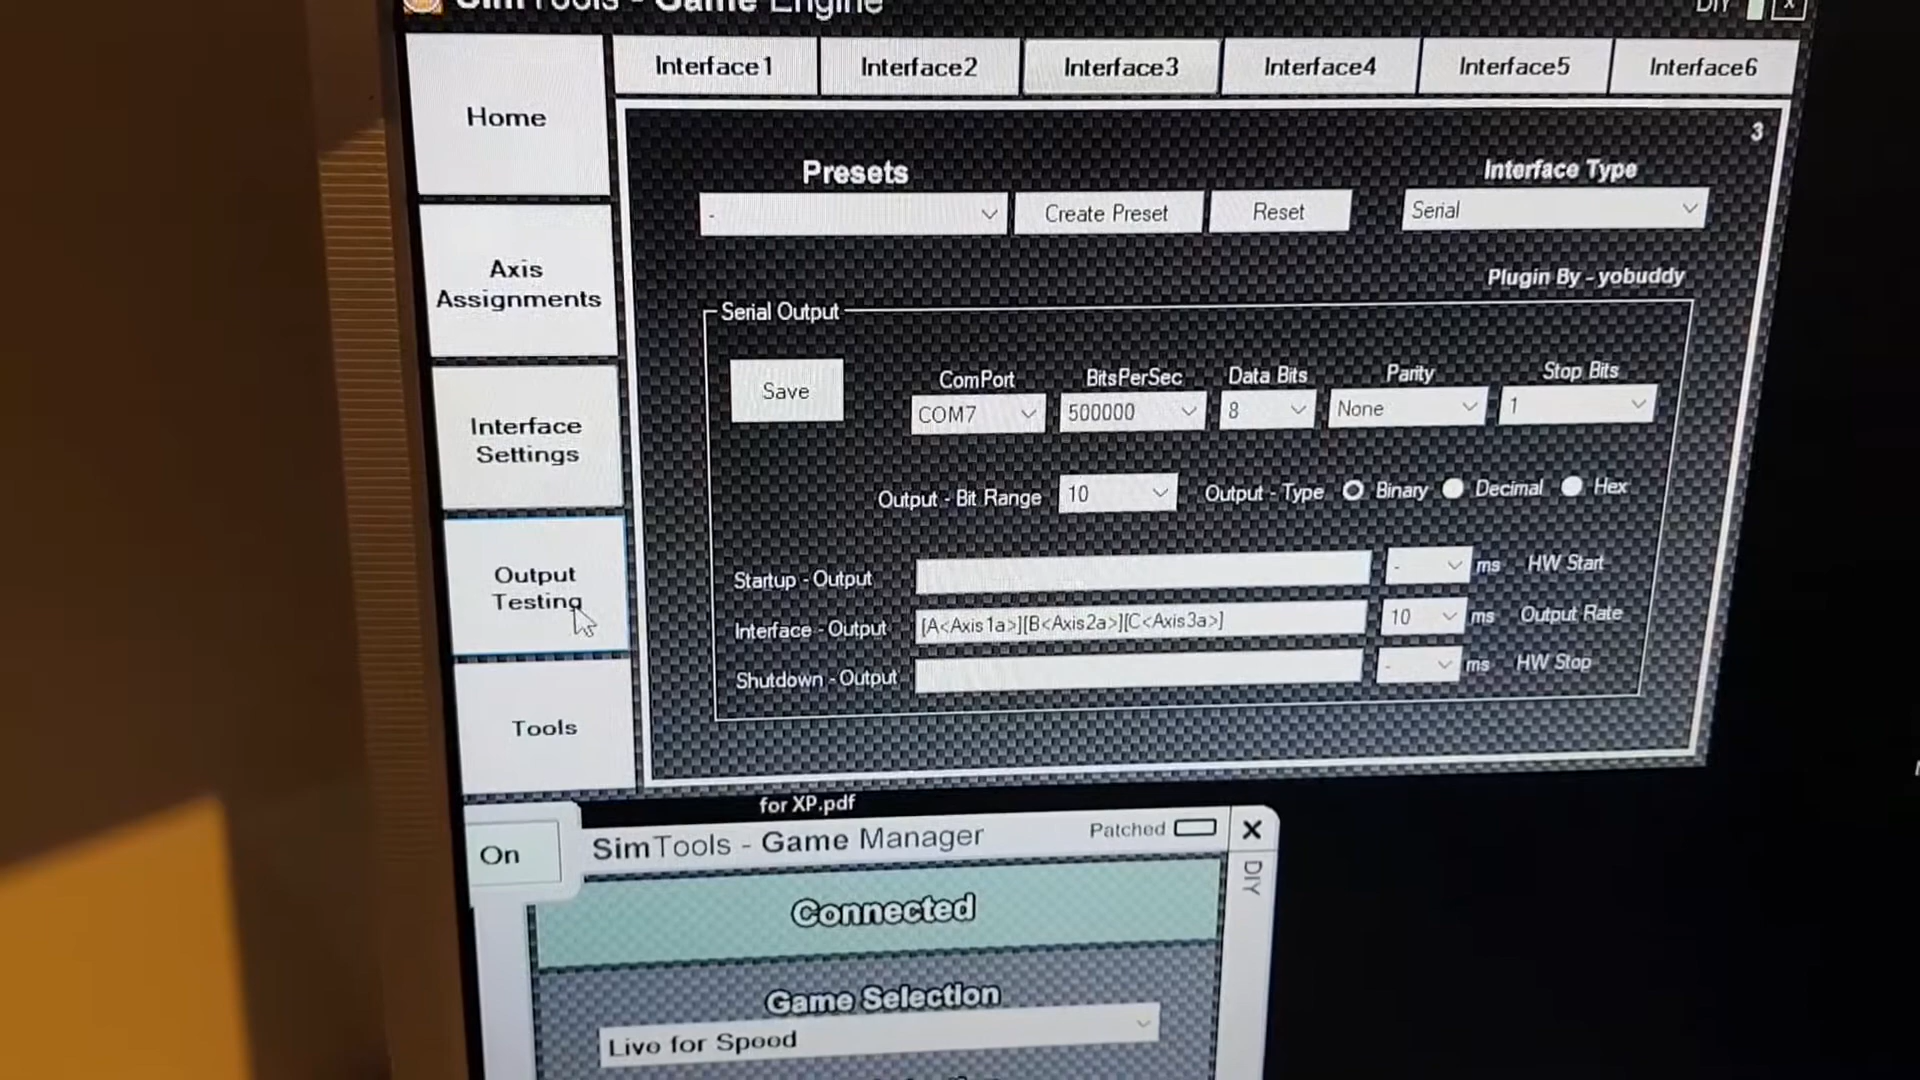 SimTools - Game Engine
DIY
X
Home
Axis
Assignments
Interface
Settings
Output
Testing
Tools
Interface1
Interface2
Interface3
Interface4
Interface5
Interface6
3
Presets
-
Create Preset
Reset
Interface Type
Serial
Plugin By - yobuddy
Serial Output
Save
ComPort
COM7
BitsPerSec
500000
Data Bits
8
Parity
None
Stop Bits
1
Output - Bit Range
10
Output - Type
Binary
Decimal
Hex
Startup - Output
-
ms
HW Start
Interface - Output
[A<Axis1a>][B<Axis2a>][C<Axis3a>]
10
ms
Output Rate
Shutdown - Output
-
ms
HW Stop
for XP.pdf
On
SimTools - Game Manager
Patched
X
DIY
Connected
Game Selection
Live for Speed